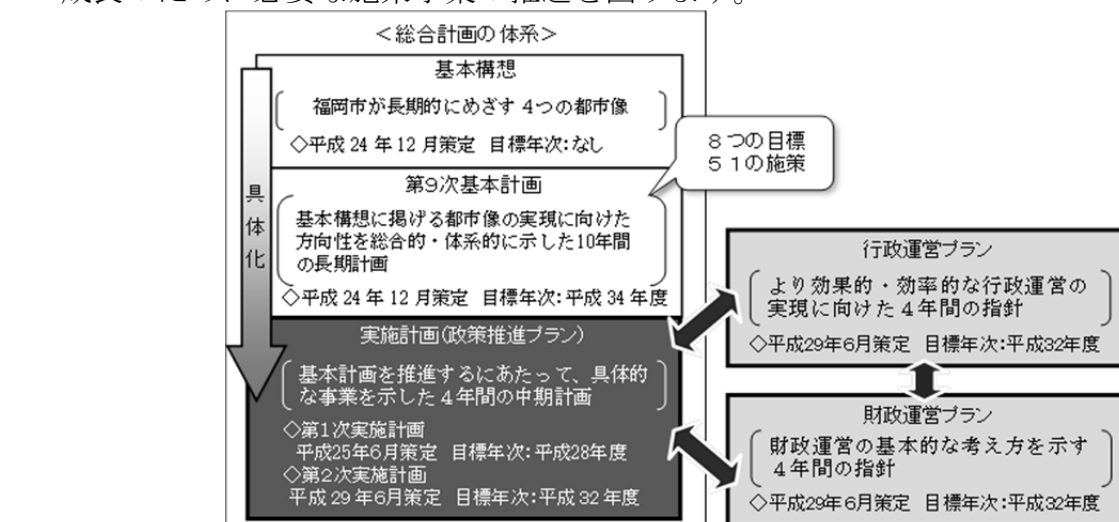 ＜総合計画の体系＞
基本構想
福岡市が長期的にめざす4つの都市像
◇平成24年12月策定 目標年次:なし
8つの目標
51の施策
第9次基本計画
基本構想に掲げる都市像の実現に向けた
方向性を総合的・体系的に示した10年間
の長期計画
◇平成24年12月策定 目標年次:平成34年度
具体化
実施計画(政策推進プラン)
基本計画を推進するにあたって、具体的
な事業を示した4年間の中期計画
◇第1次実施計画
平成25年6月策定 目標年次:平成28年度
◇第2次実施計画
平成29年6月策定 目標年次:平成32年度
行政運営プラン
より効果的・効率的な行政運営の
実現に向けた4年間の指針
◇平成29年6月策定 目標年次:平成32年度
財政運営プラン
財政運営の基本的な考え方を示す
4年間の指針
◇平成29年6月策定 目標年次:平成32年度